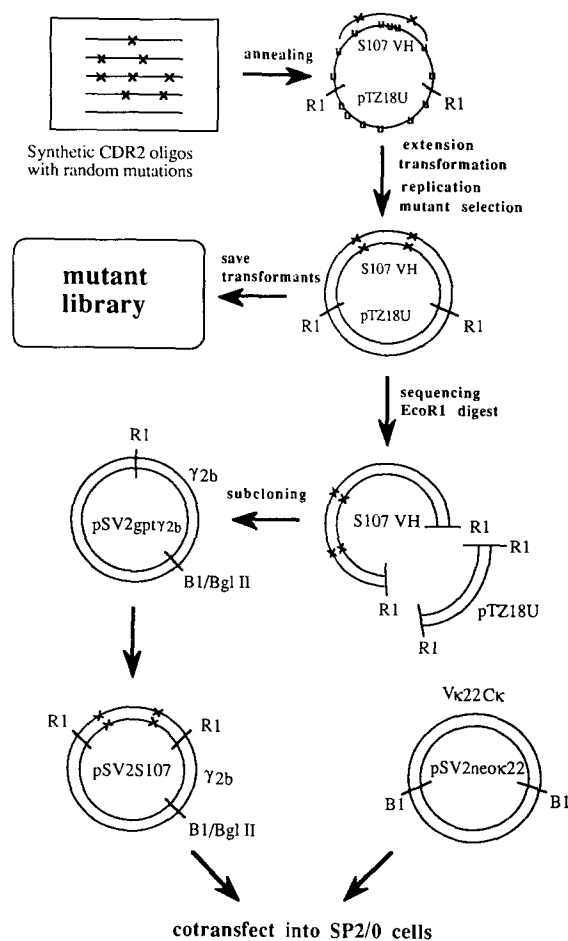 annealing
S107 VH
u uuu u
u u
R1 R1
pTZ18U
u u u u u
Synthetic CDR2 oligos
with random mutations
extension
transformation
replication
mutant selection
mutant
library
save
transformants
S107 VH
R1 R1
pTZ18U
sequencing
EcoR1 digest
R1
γ2b
pSV2gptγ2b
B1/Bgl II
subcloning
S107 VH
R1
R1
R1
R1
pTZ18U
R1 R1
pSV2S107
γ2b
B1/Bgl II
Vκ22Cκ
pSV2neoκ22
B1 B1
cotransfect into SP2/0 cells